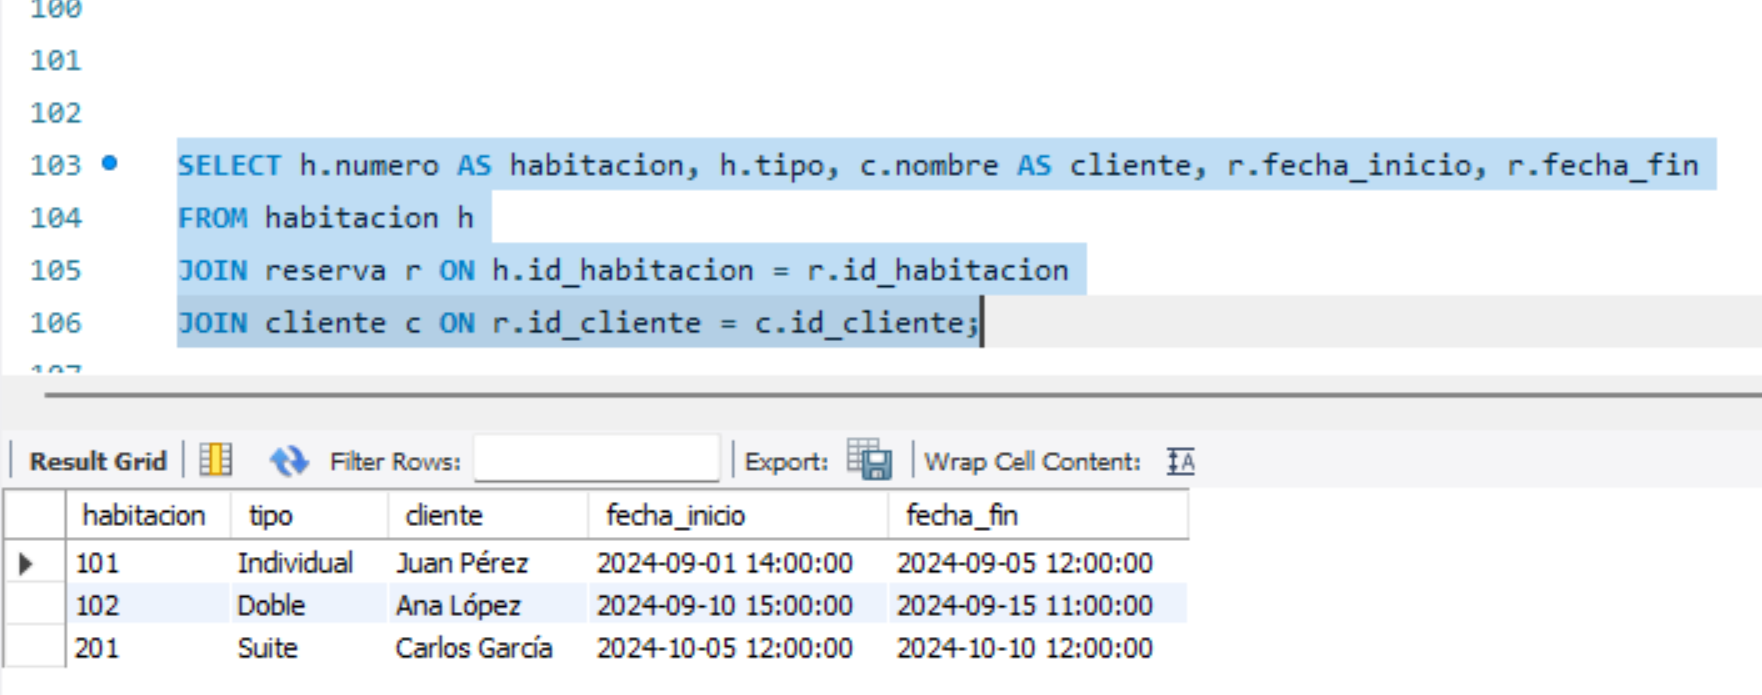 100
101
102
103 SELECT h.numero AS habitacion, h.tipo, c.nombre AS cliente, r.fecha_inicio, r.fecha_fin
104 FROM habitacion h
105 JOIN reserva r ON h.id_habitacion = r.id_habitacion
106 JOIN cliente c ON r.id_cliente = c.id_cliente;
107
Result Grid Filter Rows: Export: Wrap Cell Content: IA
habitacion tipo cliente fecha_inicio fecha_fin
101 Individual Juan Pérez 2024-09-01 14:00:00 2024-09-05 12:00:00
102 Doble Ana López 2024-09-10 15:00:00 2024-09-15 11:00:00
201 Suite Carlos García 2024-10-05 12:00:00 2024-10-10 12:00:00